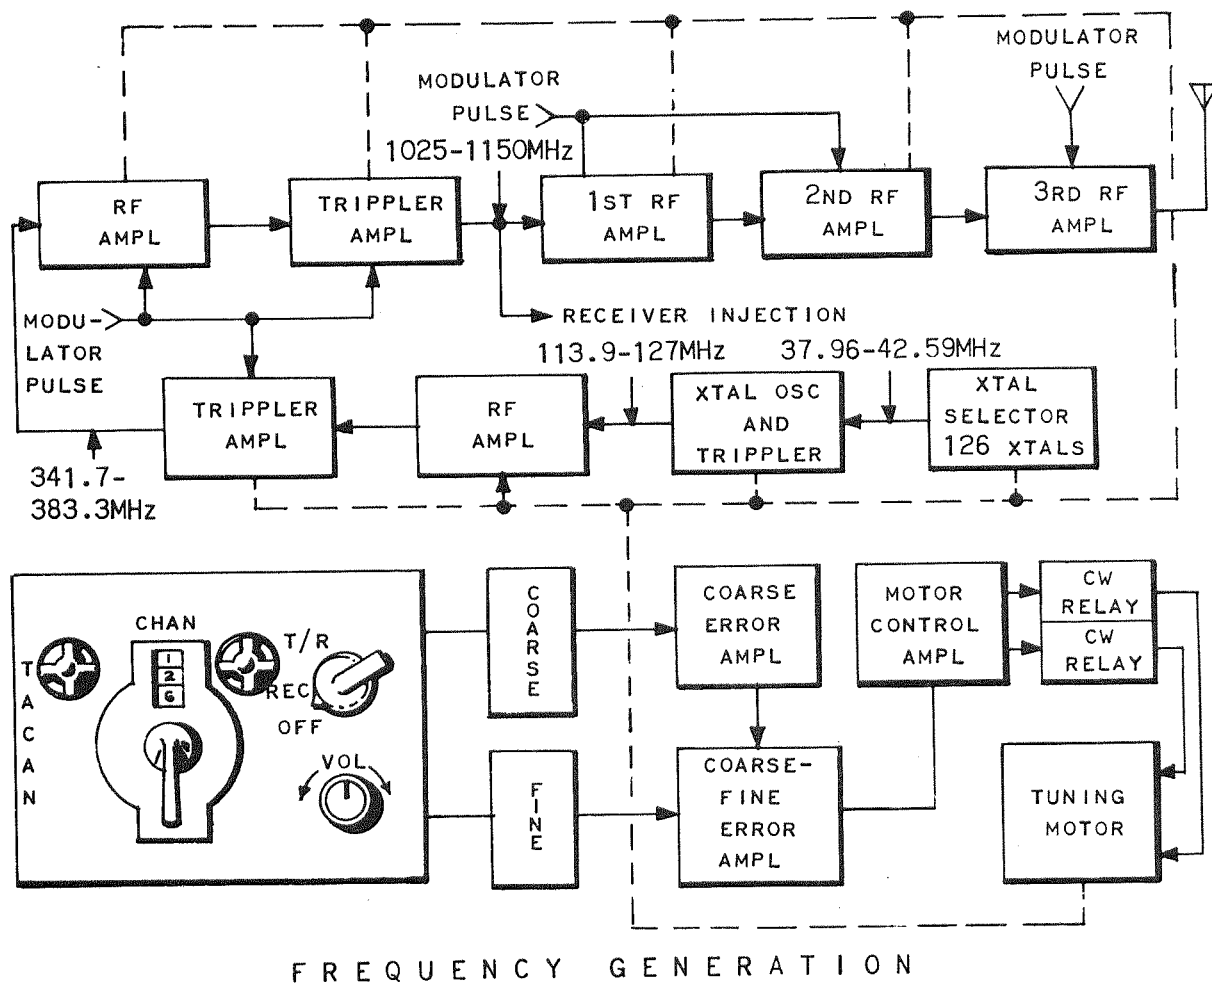 MODULATOR
PULSE
MODULATOR
PULSE
1025-1150MHz
RF
AMPL
TRIPPLER
AMPL
1ST RF
AMPL
2ND RF
AMPL
3RD RF
AMPL
MODU-
LATOR
PULSE
RECEIVER INJECTION
113.9-127MHz
37.96-42.59MHz
TRIPPLER
AMPL
RF
AMPL
XTAL OSC
AND
TRIPPLER
XTAL
SELECTOR
126 XTALS
341.7-
383.3MHz
TACAN
CHAN
1
2
6
T/R
REC
OFF
VOL
COARSE
FINE
COARSE
ERROR
AMPL
COARSE-
FINE
ERROR
AMPL
MOTOR
CONTROL
AMPL
CW
RELAY
CW
RELAY
TUNING
MOTOR
FREQUENCY GENERATION